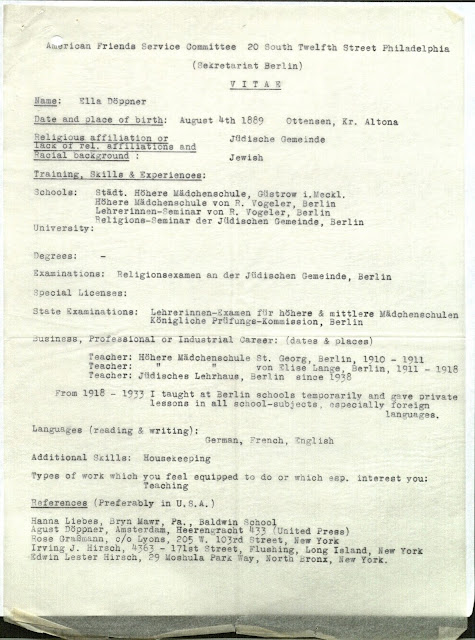 American Friends Service Committee 20 South Twelfth Street Philadelphia
(Sekretariat Berlin)
V I T A E
Name: Ella Döppner
Date and place of birth: August 4th 1889 Ottensen, Kr. Altona
Religious affiliation or Jüdische Gemeinde
lack of rel. affiliations and
Racial background : Jewish
Training, Skills & Experiences:
Schools: Städt. Höhere Mädchenschule, Güstrow i.Meckl.
Höhere Mädchenschule von R. Vogeler, Berlin
Lehrerinnen-Seminar von R. Vogeler, Berlin
Religions-Seminar der Jüdischen Gemeinde, Berlin
University:
Degrees: -
Examinations: Religionsexamen an der Jüdischen Gemeinde, Berlin
Special Licenses:
State Examinations: Lehrerinnen-Examen für höhere & mittlere Mädchenschulen
Königliche Prüfungs-Kommission, Berlin
Business, Professional or Industrial Career: (dates & places)
Teacher: Höhere Mädchenschule St. Georg, Berlin, 1910 - 1911
Teacher: " " von Elise Lange, Berlin, 1911 - 1918
Teacher: Jüdisches Lehrhaus, Berlin since 1938
From 1918 - 1933 I taught at Berlin schools temporarily and gave private
lessons in all school-subjects, especially foreign
languages.
Languages (reading & writing):
German, French, English
Additional Skills: Housekeeping
Types of work which you feel equipped to do or which esp. interest you:
Teaching
References (Preferably in U.S.A.)
Hanna Liebes, Bryn Mawr, Pa., Baldwin School
Agust Döppner, Amsterdam, Heerengracht 433 (United Press)
Rose Graßmann, c/o Lyons, 205 W. 103rd Street, New York
Irving J. Hirsch, 4363 - 171st Street, Flushing, Long Island, New York
Edwin Lester Hirsch, 29 Moshula Park Way, North Bronx, New York.